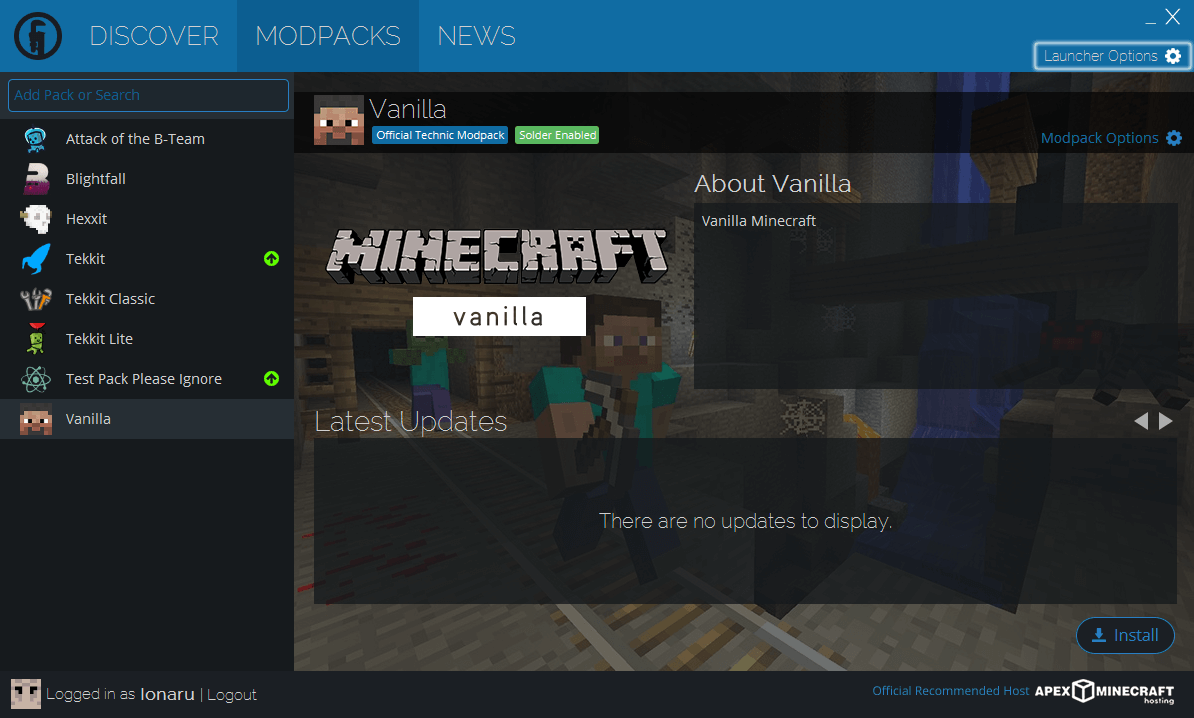 DISCOVER MODPACKS NEWS
Launcher Options
Add Pack or Search
Attack of the B-Team
Blightfall
Hexxit
Tekkit
Tekkit Classic
Tekkit Lite
Test Pack Please Ignore
Vanilla
Vanilla
Official Technic Modpack Solder Enabled
Modpack Options
MINECRAFT
vanilla
About Vanilla
Vanilla Minecraft
Latest Updates
There are no updates to display.
Install
Logged in as Ionaru | Logout
Official Recommended Host APEX MINECRAFT
hosting